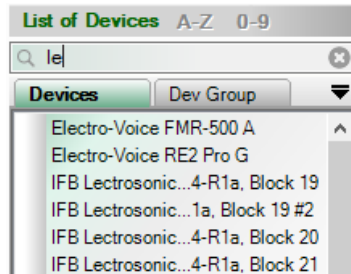 List of Devices A-Z 0-9
le
Devices Dev Group
Electro-Voice FMR-500 A
Electro-Voice RE2 Pro G
IFB Lectrosonic...4-R1a, Block 19
IFB Lectrosonic...1a, Block 19 #2
IFB Lectrosonic...4-R1a, Block 20
IFB Lectrosonic...4-R1a, Block 21